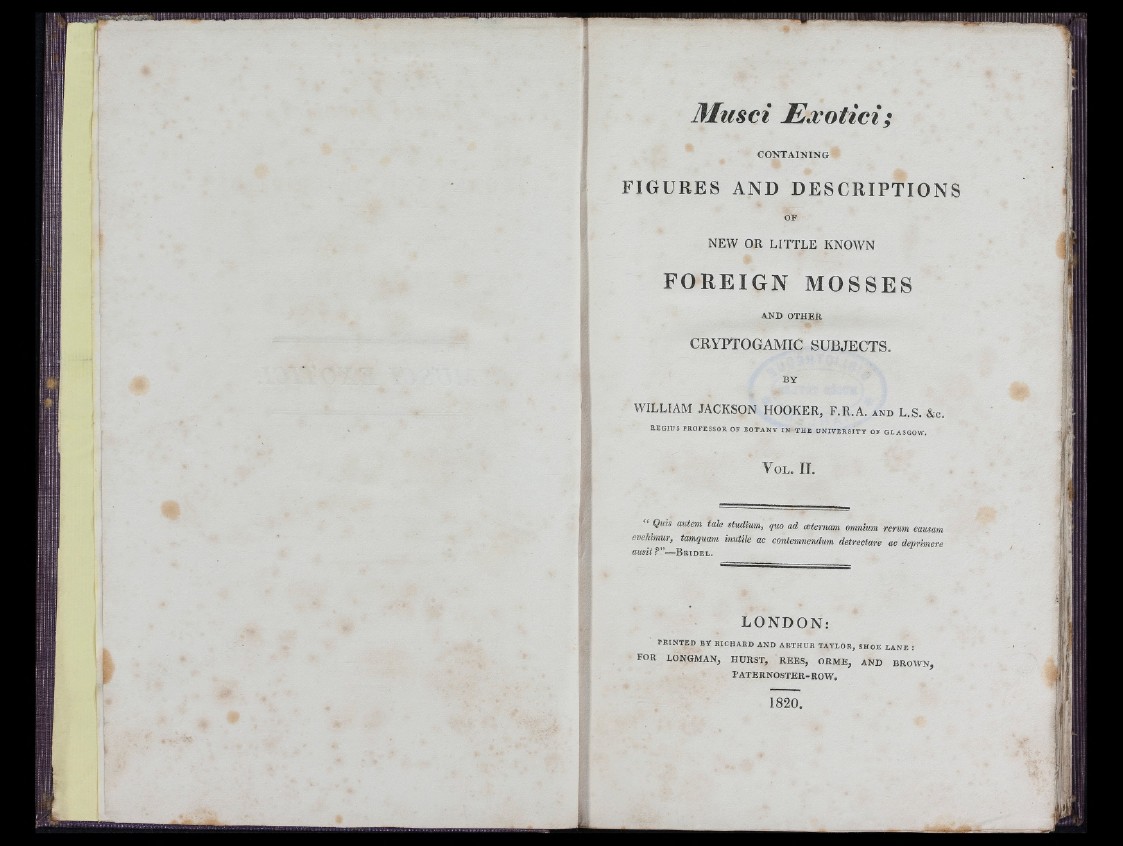 Musci Exotici;
CONTAINING
FIGURES AND DESCRIPTIONS
OF
NEW OR LITTLE KNOWN
FOREIGN MOSSES
AND OTHER
CRYPTOGAMIC SUBJECTS.
BY
WILLIAM JACKSON HOOKER, F.R.A. AND L.S. &c.
REGIUS PROFESSOR OF BOTANY IN THE UNIVERSITY OF GLASGOW.
VOL. II.
" Quis autem tale studium, quo ad æternam omnium rerum causam
evehimur, tamquam inutile ac contemnendum detrectare ac deprimere
ausit?"—BRIDEL.
LONDON:
PRINTED BY RICHARD AND ARTHUR TAYLOR, SHOE LANE:
FOR LONGMAN, HURST, REES, ORME, AND BROWN,
PATERNOSTER-ROW.
1820.